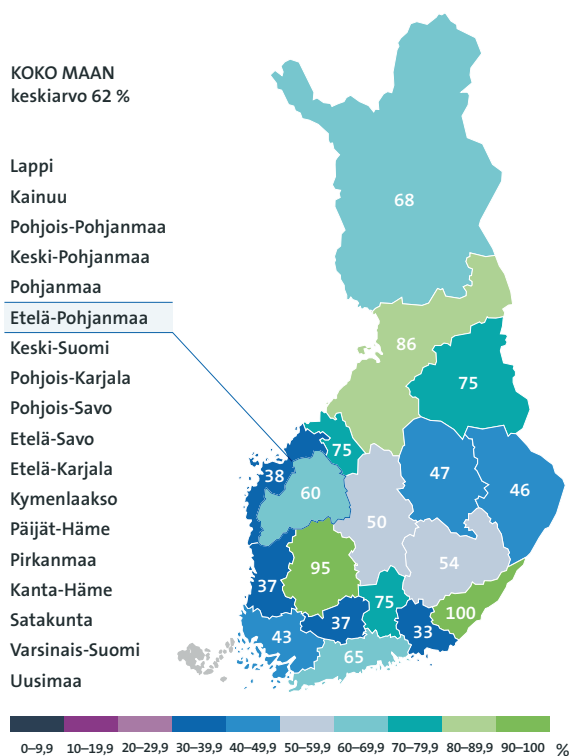 KOKO MAAN
keskiarvo 62 %
Lappi
Kainuu
Pohjois-Pohjanmaa
Keski-Pohjanmaa
Pohjanmaa
Etelä-Pohjanmaa
Keski-Suomi
Pohjois-Karjala
Pohjois-Savo
Etelä-Savo
Etelä-Karjala
Kymenlaakso
Päijät-Häme
Pirkanmaa
Kanta-Häme
Satakunta
Varsinais-Suomi
Uusimaa
68
86
75
75
38
60
47
46
50
54
95
37
75
37
100
33
43
65
0–9,9 10–19,9 20–29,9 30–39,9 40–49,9 50–59,9 60–69,9 70–79,9 80–89,9 90–100 %